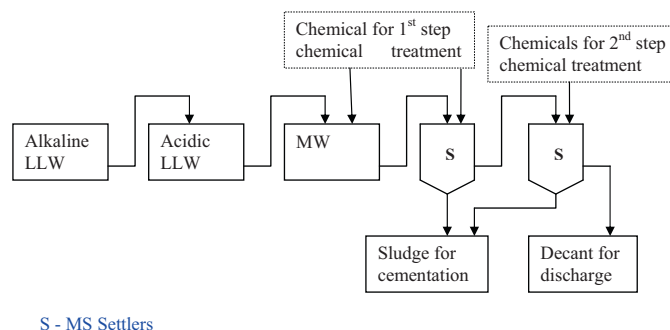 Chemical for 1st step
chemical treatment
Chemicals for 2nd step
chemical treatment
Alkaline
LLW
Acidic
LLW
MW
S
S
Sludge for
cementation
Decant for
discharge
S - MS Settlers